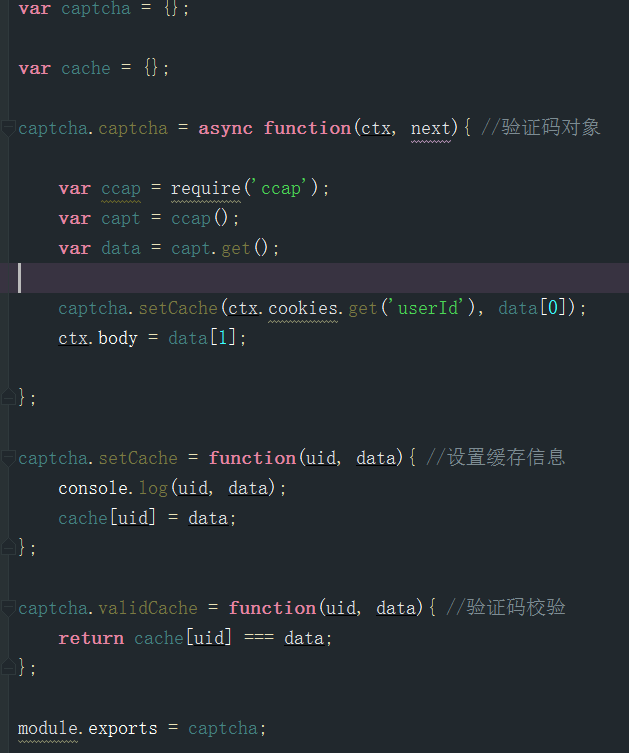 var captcha = {};
var cache = {};
captcha.captcha = async function(ctx, next){ //验证码对象
var ccap = require('ccap');
var capt = ccap();
var data = capt.get();
captcha.setCache(ctx.cookies.get('userId'), data[0]);
ctx.body = data[1];
};
captcha.setCache = function(uid, data){ //设置缓存信息
console.log(uid, data);
cache[uid] = data;
};
captcha.validCache = function(uid, data){ //验证码校验
return cache[uid] === data;
};
module.exports = captcha;